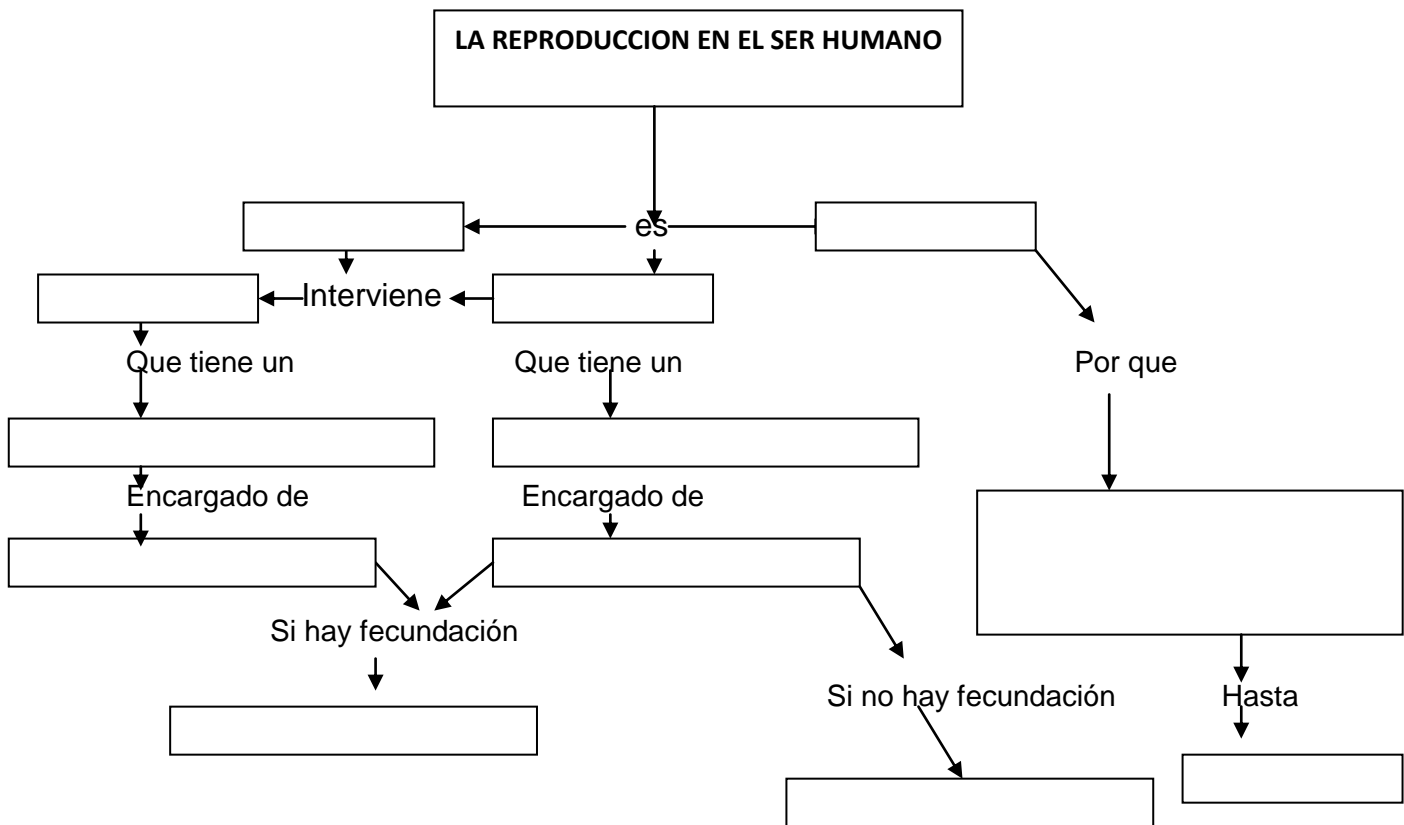 LA REPRODUCCION EN EL SER HUMANO
es
Interviene
Que tiene un
Que tiene un
Por que
Encargado de
Encargado de
Si hay fecundación
Si no hay fecundación
Hasta